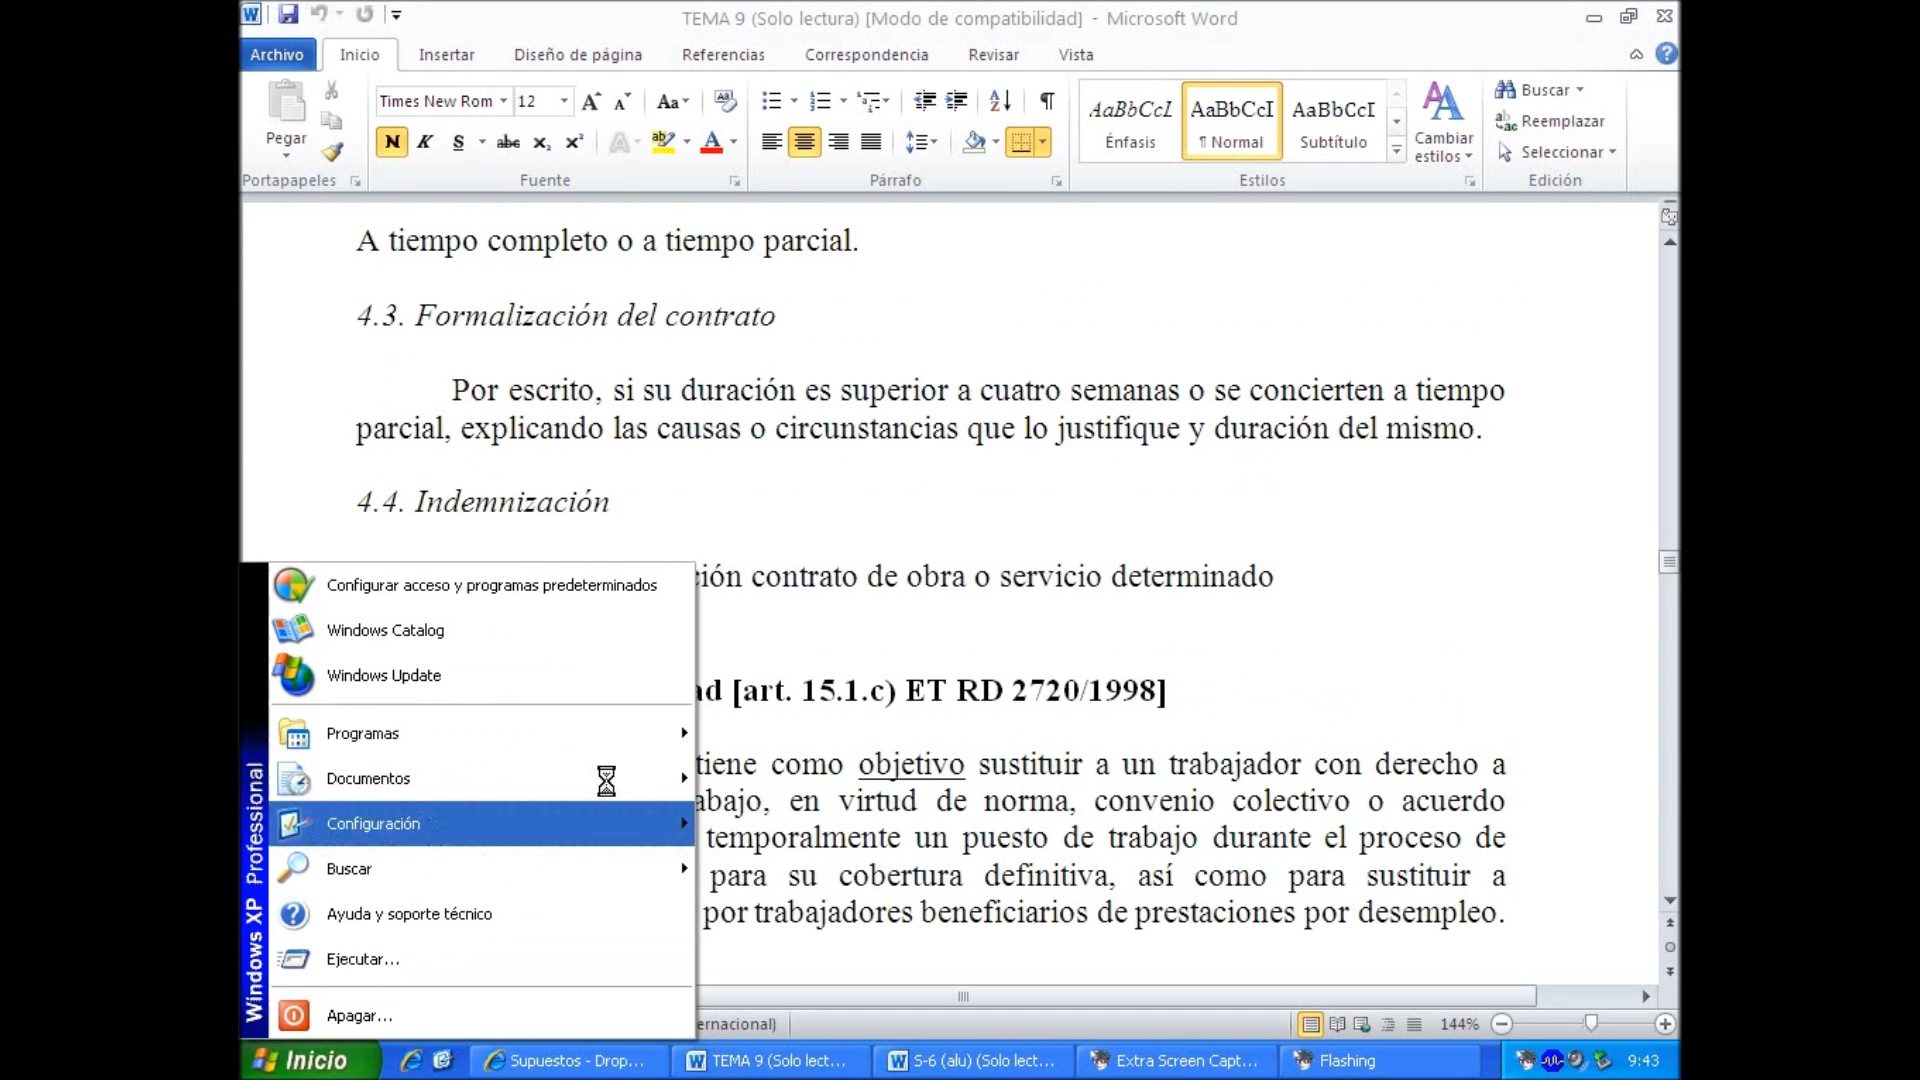 TEMA 9 (Solo lectura) [Modo de compatibilidad] - Microsoft Word
Archivo Inicio Insertar Diseño de página Referencias Correspondencia Revisar Vista
Times New Rom 12 Aa
Pegar
N K S abc x₂ x² A ab A
AaBbCcI AaBbCcI AaBbCcI
Énfasis ¶ Normal Subtítulo
Cambiar
estilos
Buscar
Reemplazar
Seleccionar
Portapapeles Fuente Párrafo Estilos Edición
A tiempo completo o a tiempo parcial.
4.3. Formalización del contrato
Por escrito, si su duración es superior a cuatro semanas o se concierten a tiempo
parcial, explicando las causas o circunstancias que lo justifique y duración del mismo.
4.4. Indemnización
ión contrato de obra o servicio determinado
ad [art. 15.1.c) ET RD 2720/1998]
tiene como objetivo sustituir a un trabajador con derecho a
abajo, en virtud de norma, convenio colectivo o acuerdo
temporalmente un puesto de trabajo durante el proceso de
para su cobertura definitiva, así como para sustituir a
por trabajadores beneficiarios de prestaciones por desempleo.
Configurar acceso y programas predeterminados
Windows Catalog
Windows Update
Programas
Documentos
Configuración
Buscar
Ayuda y soporte técnico
Ejecutar...
Apagar...
Windows XP Professional
ernacional)
144%
Inicio Supuestos - Drop... TEMA 9 (Solo lect... S-6 (alu) (Solo lect... Extra Screen Capt... Flashing 9:43